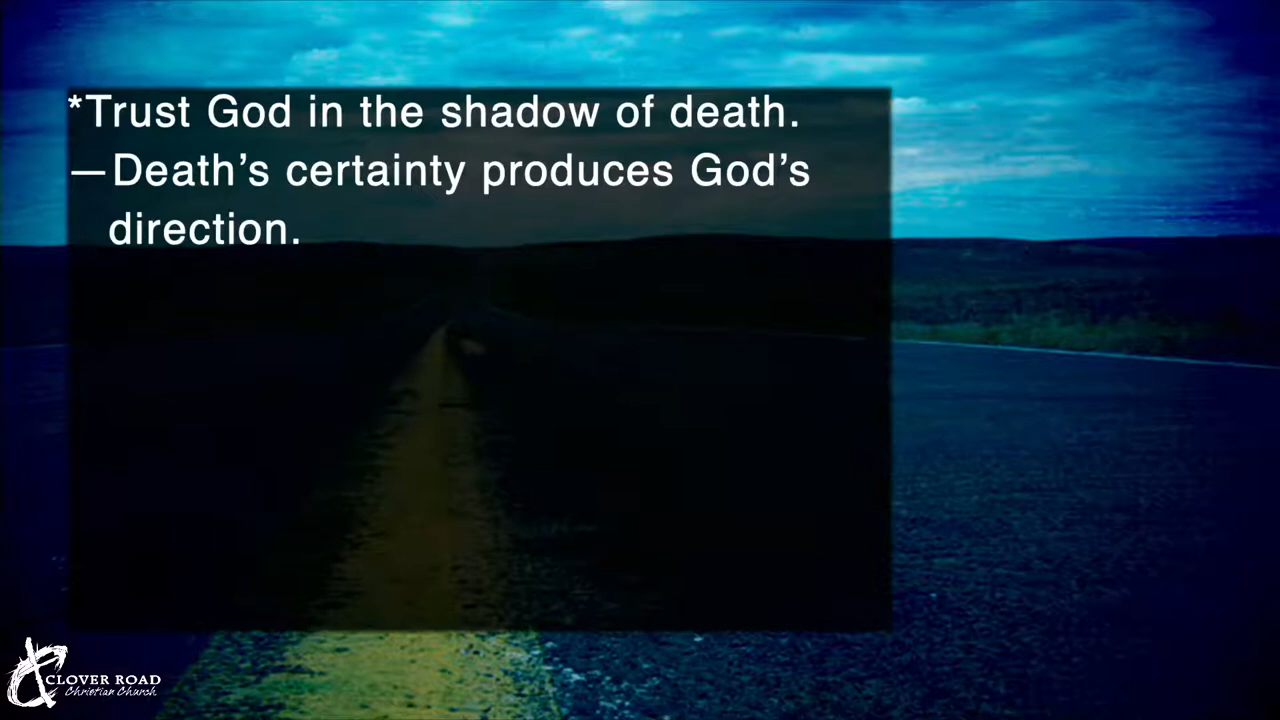 *Trust God in the shadow of death.
—Death’s certainty produces God’s
direction.
CLOVER ROAD
Christian Church